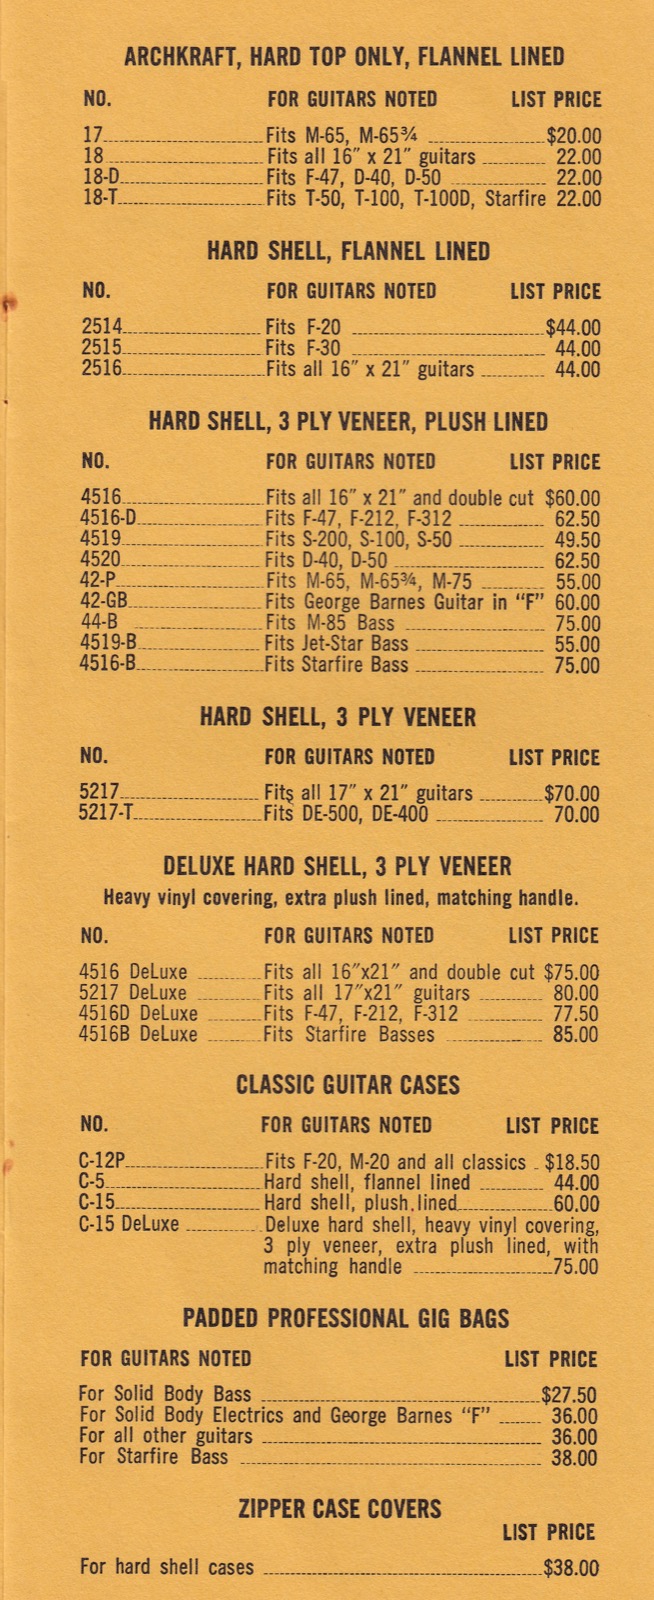 ARCHKRAFT, HARD TOP ONLY, FLANNEL LINED
NO. FOR GUITARS NOTED LIST PRICE
17 Fits M-65, M-65¾ $20.00
18 Fits all 16″ x 21″ guitars 22.00
18-D Fits F-47, D-40, D-50 22.00
18-T Fits T-50, T-100, T-100D, Starfire 22.00
HARD SHELL, FLANNEL LINED
NO. FOR GUITARS NOTED LIST PRICE
2514 Fits F-20 $44.00
2515 Fits F-30 44.00
2516 Fits all 16″ x 21″ guitars 44.00
HARD SHELL, 3 PLY VENEER, PLUSH LINED
NO. FOR GUITARS NOTED LIST PRICE
4516 Fits all 16″ x 21″ and double cut $60.00
4516-D Fits F-47, F-212, F-312 62.50
4519 Fits S-200, S-100, S-50 49.50
4520 Fits D-40, D-50 62.50
42-P Fits M-65, M-65¾, M-75 55.00
42-GB Fits George Barnes Guitar in “F” 60.00
44-B Fits M-85 Bass 75.00
4519-B Fits Jet-Star Bass 55.00
4516-B Fits Starfire Bass 75.00
HARD SHELL, 3 PLY VENEER
NO. FOR GUITARS NOTED LIST PRICE
5217 Fits all 17″ x 21″ guitars $70.00
5217-T Fits DE-500, DE-400 70.00
DELUXE HARD SHELL, 3 PLY VENEER
Heavy vinyl covering, extra plush lined, matching handle.
NO. FOR GUITARS NOTED LIST PRICE
4516 DeLuxe Fits all 16″x21″ and double cut $75.00
5217 DeLuxe Fits all 17″x21″ guitars 80.00
4516D DeLuxe Fits F-47, F-212, F-312 77.50
4516B DeLuxe Fits Starfire Basses 85.00
CLASSIC GUITAR CASES
NO. FOR GUITARS NOTED LIST PRICE
C-12P Fits F-20, M-20 and all classics $18.50
C-5 Hard shell, flannel lined 44.00
C-15 Hard shell, plush lined 60.00
C-15 DeLuxe Deluxe hard shell, heavy vinyl covering,
3 ply veneer, extra plush lined, with
matching handle 75.00
PADDED PROFESSIONAL GIG BAGS
FOR GUITARS NOTED LIST PRICE
For Solid Body Bass $27.50
For Solid Body Electrics and George Barnes “F” 36.00
For all other guitars 36.00
For Starfire Bass 38.00
ZIPPER CASE COVERS
LIST PRICE
For hard shell cases $38.00